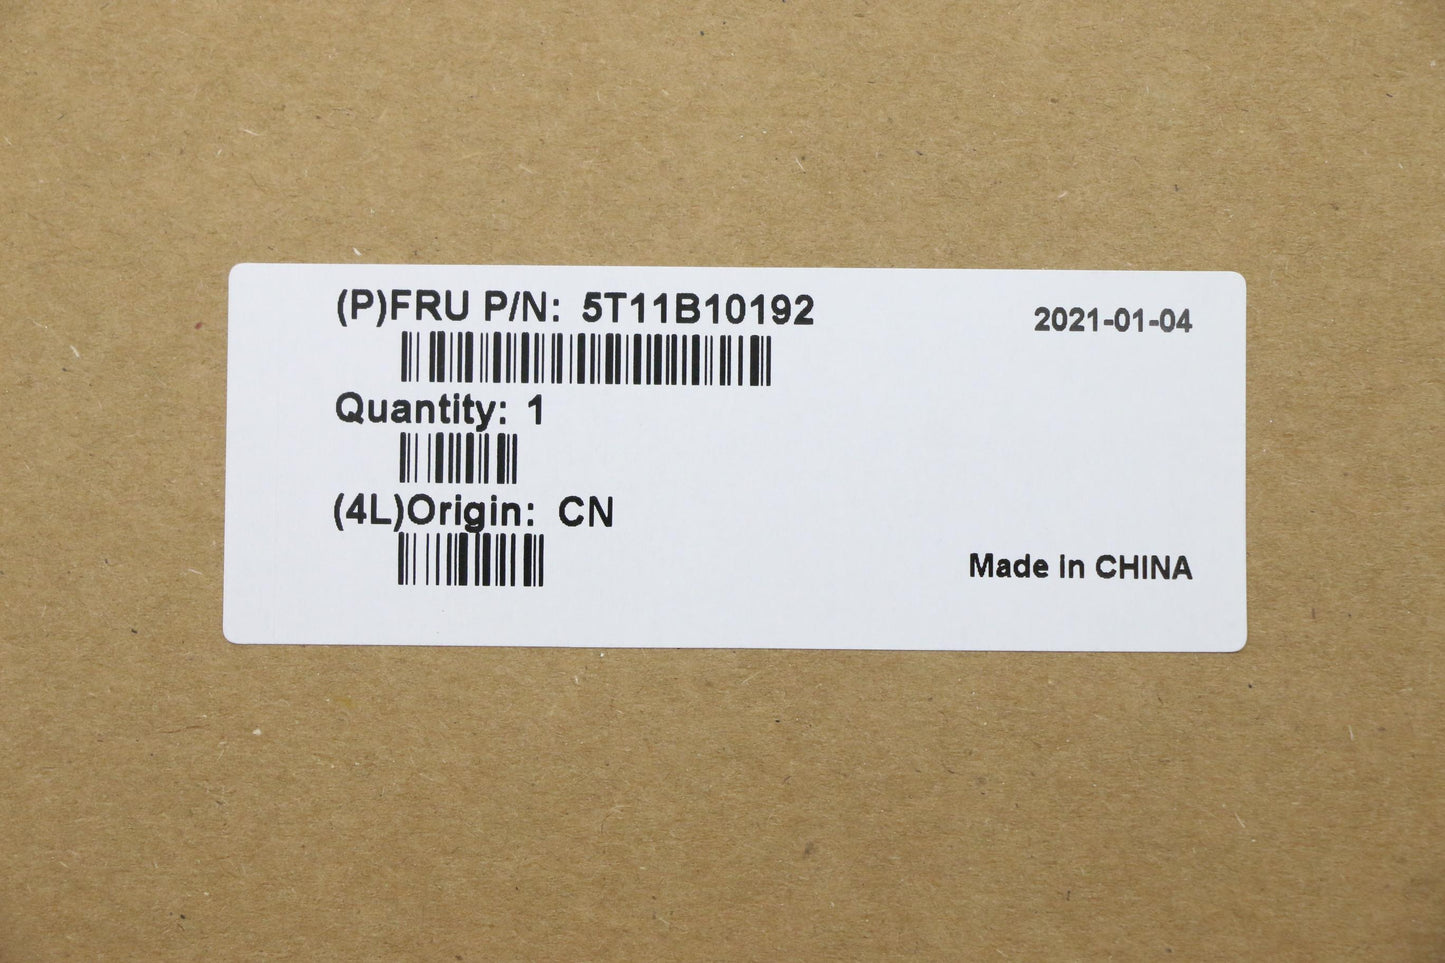 (P)FRU P/N: 5T11B10192
2021-01-04
Quantity: 1
(4L)Origin: CN
Made In CHINA